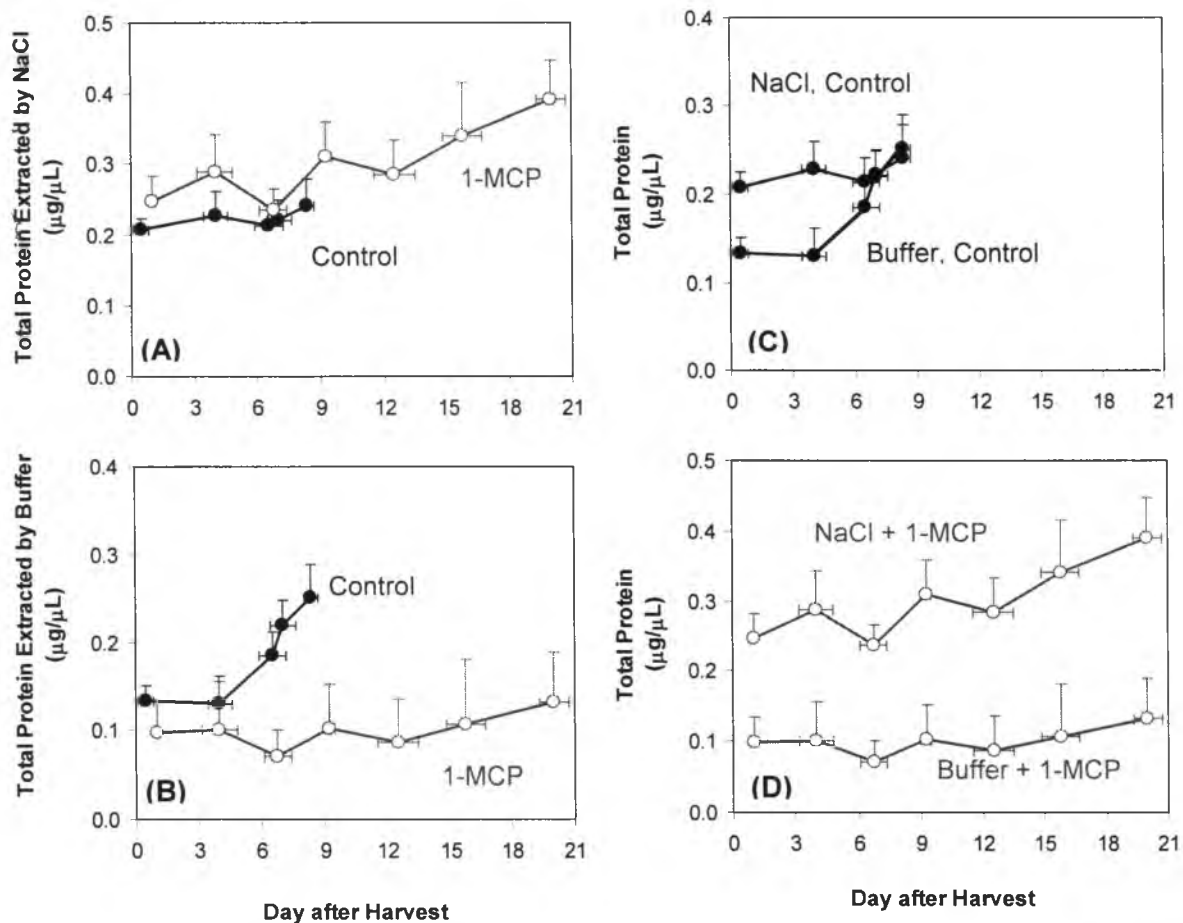 Total Protein Extracted by NaCl
(µg/µL)
0.5
0.4
0.3
0.2
0.1
0.0
1-MCP
Control
(A)
0
3
6
9
12
15
18
21
Total Protein
(µg/µL)
0.4
0.3
0.2
0.1
0.0
NaCl, Control
Buffer, Control
(C)
0
3
6
9
12
15
18
21
Total Protein Extracted by Buffer
(µg/µL)
0.4
0.3
0.2
0.1
0.0
Control
1-MCP
(B)
0
3
6
9
12
15
18
21
Day after Harvest
Total Protein
(µg/µL)
0.5
0.4
0.3
0.2
0.1
0.0
NaCl + 1-MCP
Buffer + 1-MCP
(D)
0
3
6
9
12
15
18
21
Day after Harvest